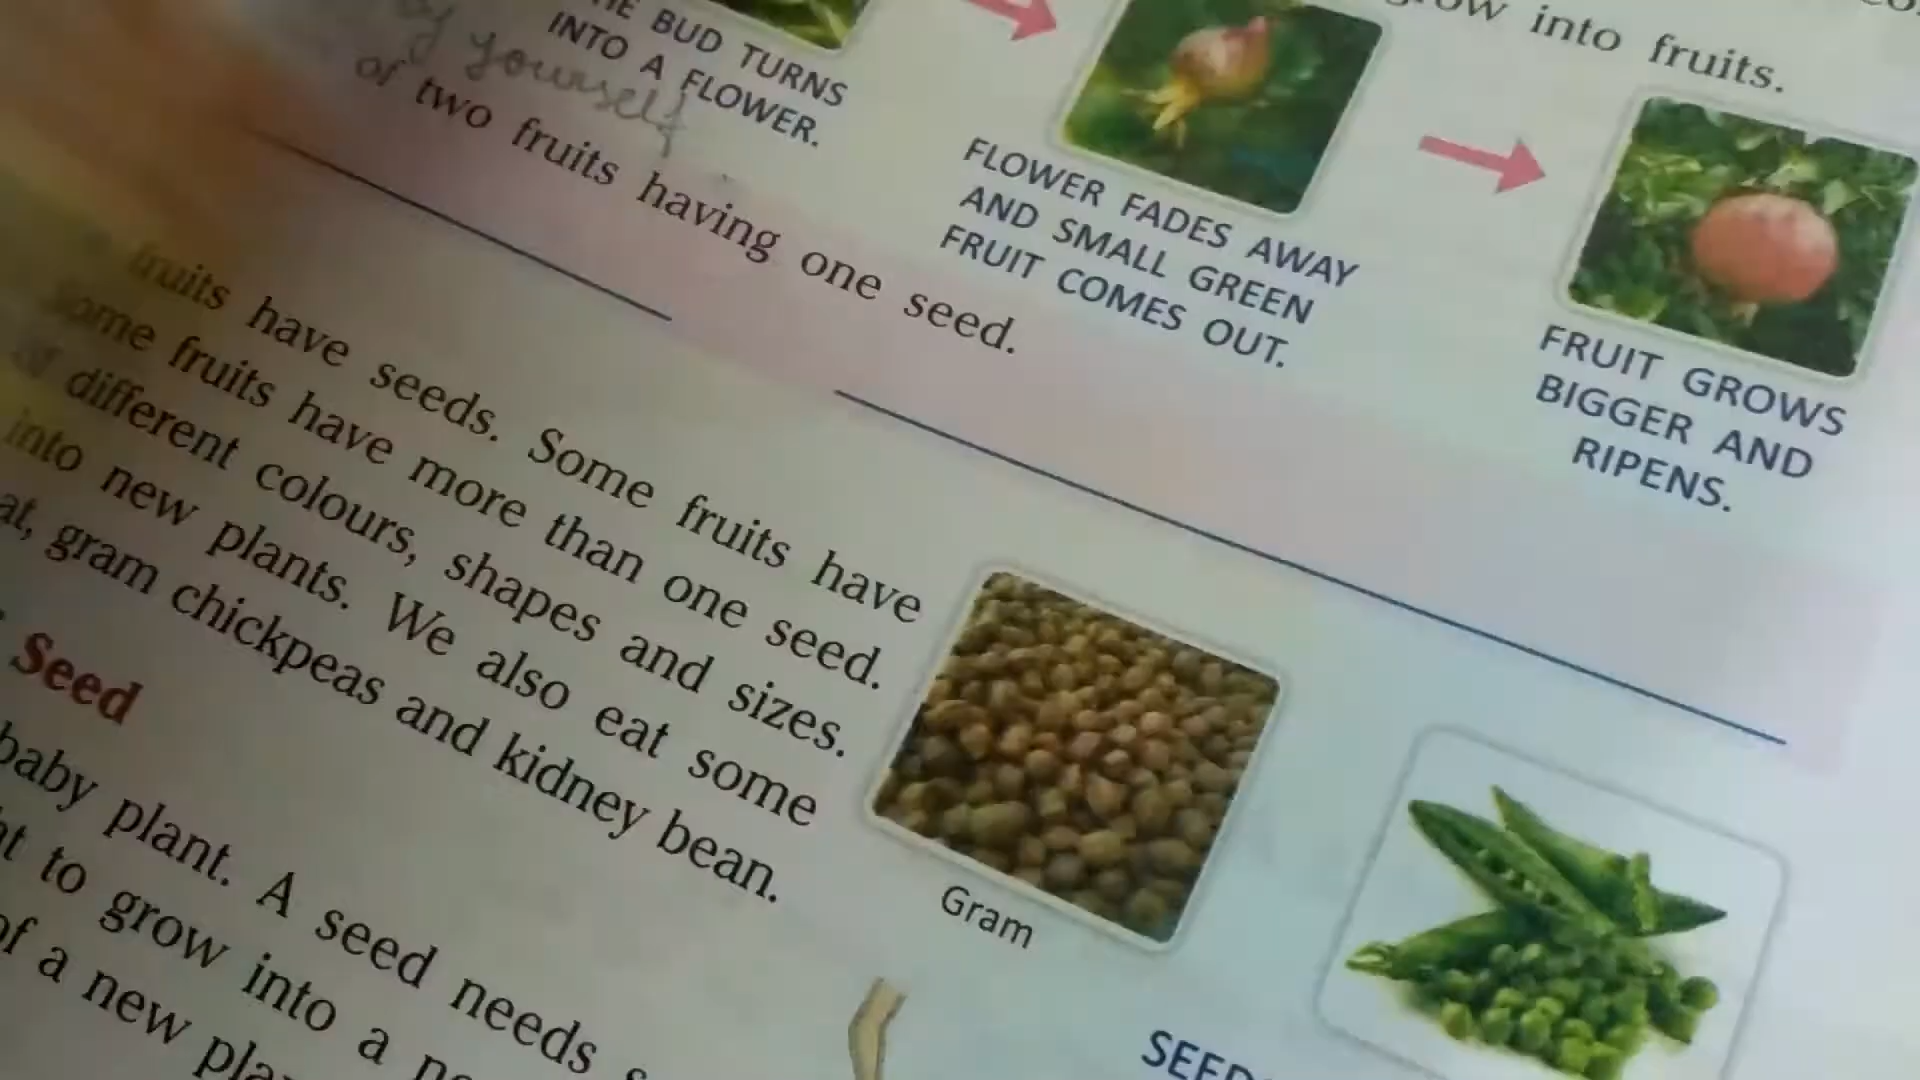 THE BUD TURNS
INTO A FLOWER.
grow into fruits.
FLOWER FADES AWAY
AND SMALL GREEN
FRUIT COMES OUT.
FRUIT GROWS
BIGGER AND
RIPENS.
by yourself
of two fruits having one seed.
fruits have seeds. Some fruits have
some fruits have more than one seed.
of different colours, shapes and sizes.
into new plants. We also eat some
gram chickpeas and kidney bean.
Gram
Seed
baby plant. A seed needs
to grow into a
of a new